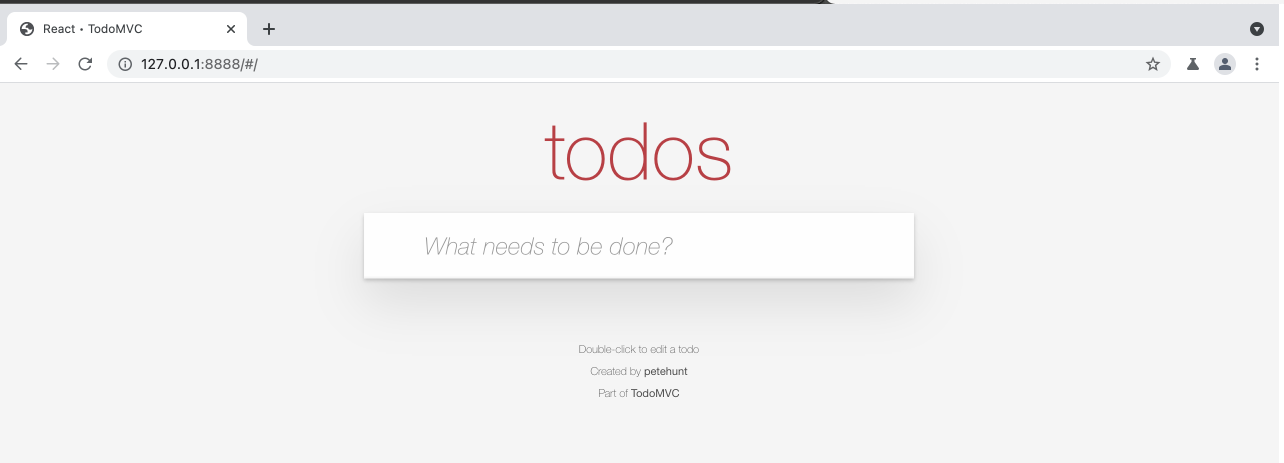 React • TodoMVC
127.0.0.1:8888/#/
todos
What needs to be done?
Double-click to edit a todo
Created by petehunt
Part of TodoMVC